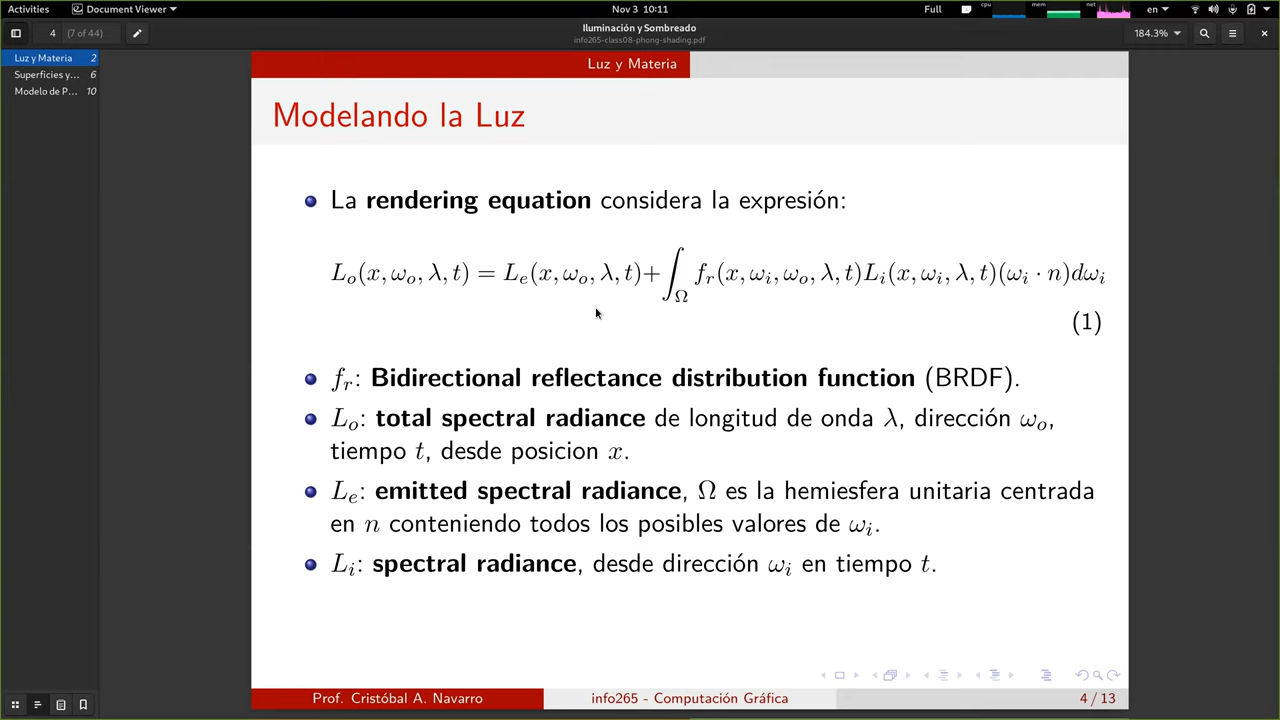 Activities Document Viewer Nov 3 10:11 Full cpu mem net en
4 (7 of 44) Iluminación y Sombreado 184.3%
info265-class08-phong-shading.pdf
Luz y Materia 2
Superficies y... 6
Modelo de P... 10
Luz y Materia
Modelando la Luz
La rendering equation considera la expresión:
L_o(x, ω_o, λ, t) = L_e(x, ω_o, λ, t)+∫_Ω f_r(x, ω_i, ω_o, λ, t)L_i(x, ω_i, λ, t)(ω_i · n)dω_i
(1)
f_r: Bidirectional reflectance distribution function (BRDF).
L_o: total spectral radiance de longitud de onda λ, dirección ω_o,
tiempo t, desde posicion x.
L_e: emitted spectral radiance, Ω es la hemiesfera unitaria centrada
en n conteniendo todos los posibles valores de ω_i.
L_i: spectral radiance, desde dirección ω_i en tiempo t.
Prof. Cristóbal A. Navarro info265 - Computación Gráfica 4 / 13